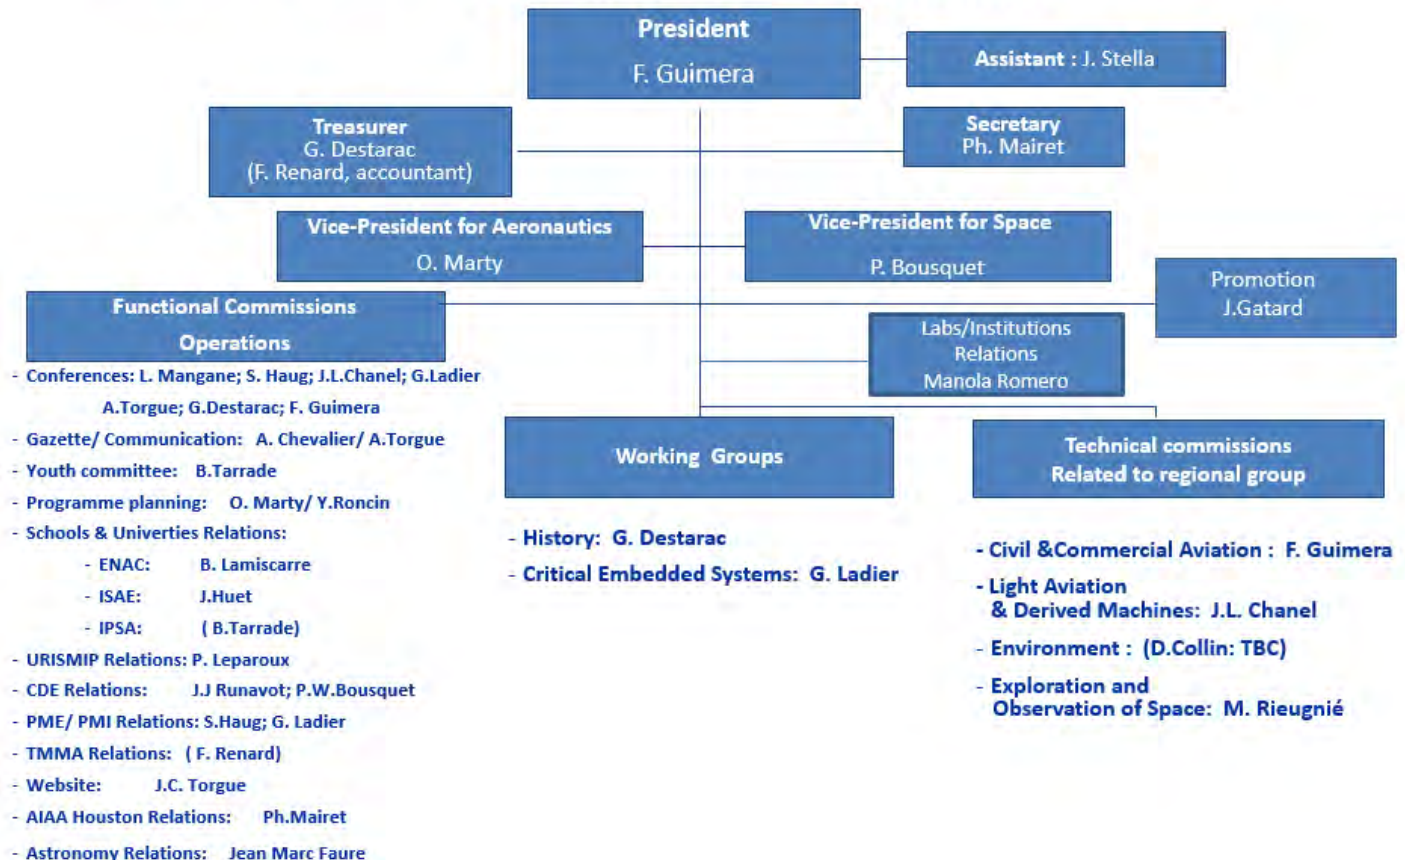 President
F. Guimera
Assistant : J. Stella
Treasurer
G. Destarac
(F. Renard, accountant)
Secretary
Ph. Mairet
Vice-President for Aeronautics
O. Marty
Vice-President for Space
P. Bousquet
Promotion
J.Gatard
Labs/Institutions
Relations
Manola Romero
Functional Commissions
Operations
- Conferences: L. Mangane; S. Haug; J.L.Chanel; G.Ladier
A.Torgue; G.Destarac; F. Guimera
- Gazette/ Communication: A. Chevalier/ A.Torgue
- Youth committee: B.Tarrade
- Programme planning: O. Marty/ Y.Roncin
- Schools & Univerties Relations:
- ENAC: B. Lamiscarre
- ISAE: J.Huet
- IPSA: ( B.Tarrade)
- URISMIP Relations: P. Leparoux
- CDE Relations: J.J Runavot; P.W.Bousquet
- PME/ PMI Relations: S.Haug; G. Ladier
- TMMA Relations: ( F. Renard)
- Website: J.C. Torgue
- AIAA Houston Relations: Ph.Mairet
- Astronomy Relations: Jean Marc Faure
Working Groups
- History: G. Destarac
- Critical Embedded Systems: G. Ladier
Technical commissions
Related to regional group
- Civil &Commercial Aviation : F. Guimera
- Light Aviation
& Derived Machines: J.L. Chanel
- Environment : (D.Collin: TBC)
- Exploration and
Observation of Space: M. Rieugnié